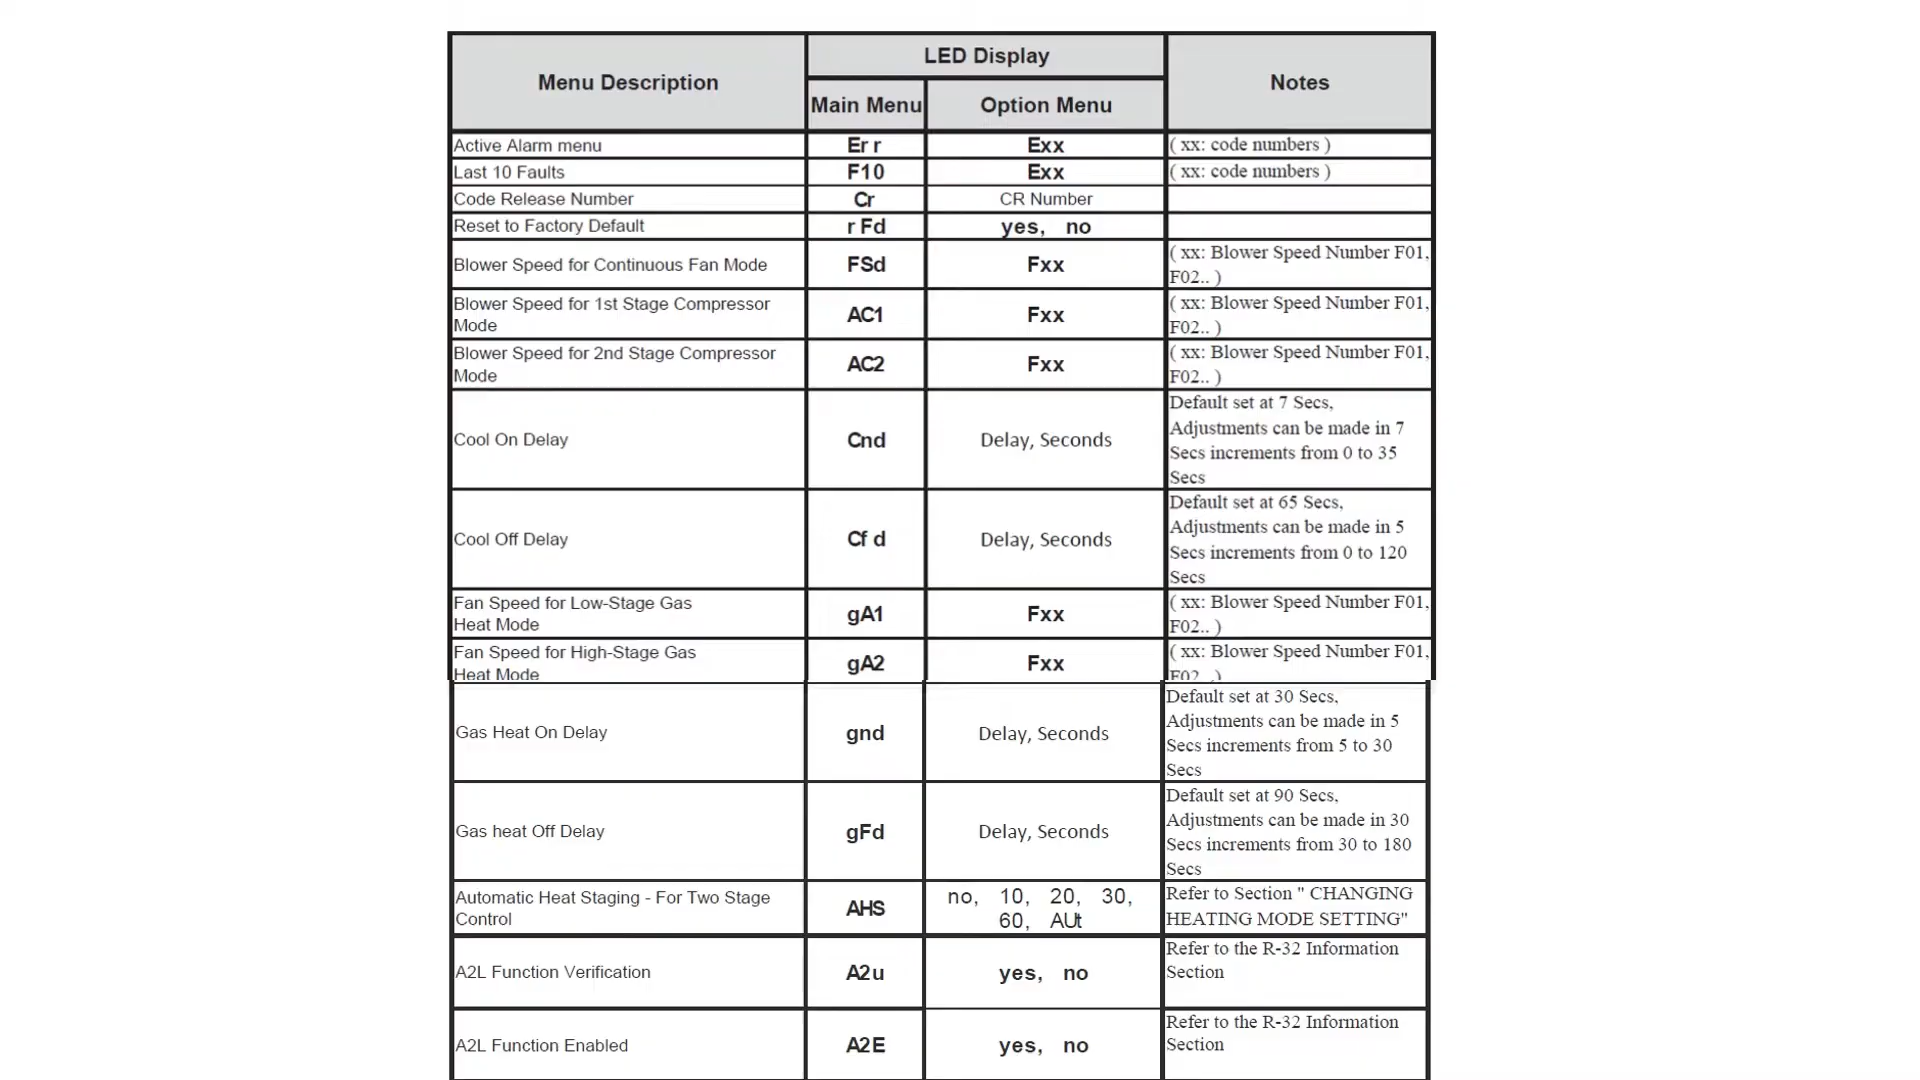 Menu Description
LED Display
Notes
Main Menu
Option Menu
Active Alarm menu
Er r
Exx
( xx: code numbers )
Last 10 Faults
F10
Exx
( xx: code numbers )
Code Release Number
Cr
CR Number
Reset to Factory Default
r Fd
yes, no
Blower Speed for Continuous Fan Mode
FSd
Fxx
( xx: Blower Speed Number F01,
F02.. )
Blower Speed for 1st Stage Compressor
Mode
AC1
Fxx
( xx: Blower Speed Number F01,
F02.. )
Blower Speed for 2nd Stage Compressor
Mode
AC2
Fxx
( xx: Blower Speed Number F01,
F02.. )
Cool On Delay
Cnd
Delay, Seconds
Default set at 7 Secs,
Adjustments can be made in 7
Secs increments from 0 to 35
Secs
Cool Off Delay
Cf d
Delay, Seconds
Default set at 65 Secs,
Adjustments can be made in 5
Secs increments from 0 to 120
Secs
Fan Speed for Low-Stage Gas
Heat Mode
gA1
Fxx
( xx: Blower Speed Number F01,
F02.. )
Fan Speed for High-Stage Gas
Heat Mode
gA2
Fxx
( xx: Blower Speed Number F01,
F02.. )
Gas Heat On Delay
gnd
Delay, Seconds
Default set at 30 Secs,
Adjustments can be made in 5
Secs increments from 5 to 30
Secs
Gas heat Off Delay
gFd
Delay, Seconds
Default set at 90 Secs,
Adjustments can be made in 30
Secs increments from 30 to 180
Secs
Automatic Heat Staging - For Two Stage
Control
AHS
no, 10, 20, 30,
60, AUt
Refer to Section " CHANGING
HEATING MODE SETTING"
A2L Function Verification
A2u
yes, no
Refer to the R-32 Information
Section
A2L Function Enabled
A2E
yes, no
Refer to the R-32 Information
Section